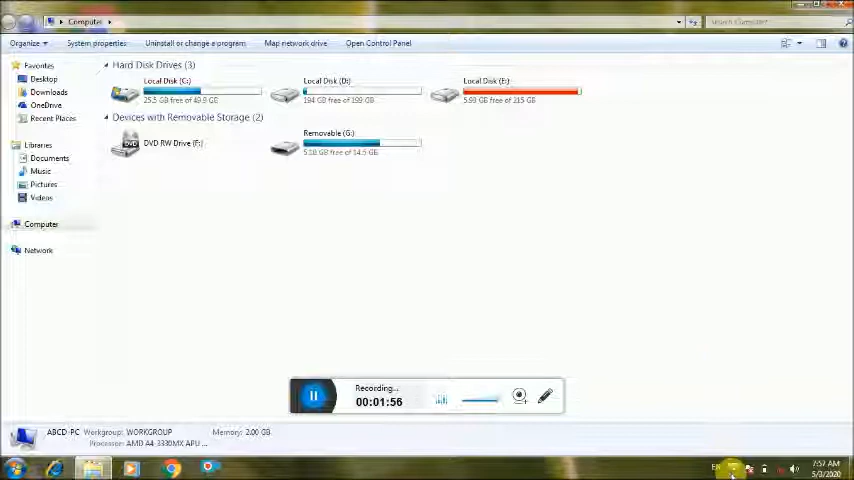 Computer
Search Computer
Organize
System properties
Uninstall or change a program
Map network drive
Open Control Panel
Favorites
Desktop
Downloads
OneDrive
Recent Places
Libraries
Documents
Music
Pictures
Videos
Computer
Network
Hard Disk Drives (3)
Local Disk (C:)
25.5 GB free of 49.9 GB
Local Disk (D:)
194 GB free of 199 GB
Local Disk (E:)
5.93 GB free of 215 GB
Devices with Removable Storage (2)
DVD RW Drive (F:)
Removable (G:)
5.18 GB free of 14.5 GB
Recording...
00:01:56
ABCD-PC
Workgroup: WORKGROUP
Memory: 2.00 GB
Processor: AMD A4-3330MX APU ...
EN
7:57 AM
5/8/2020